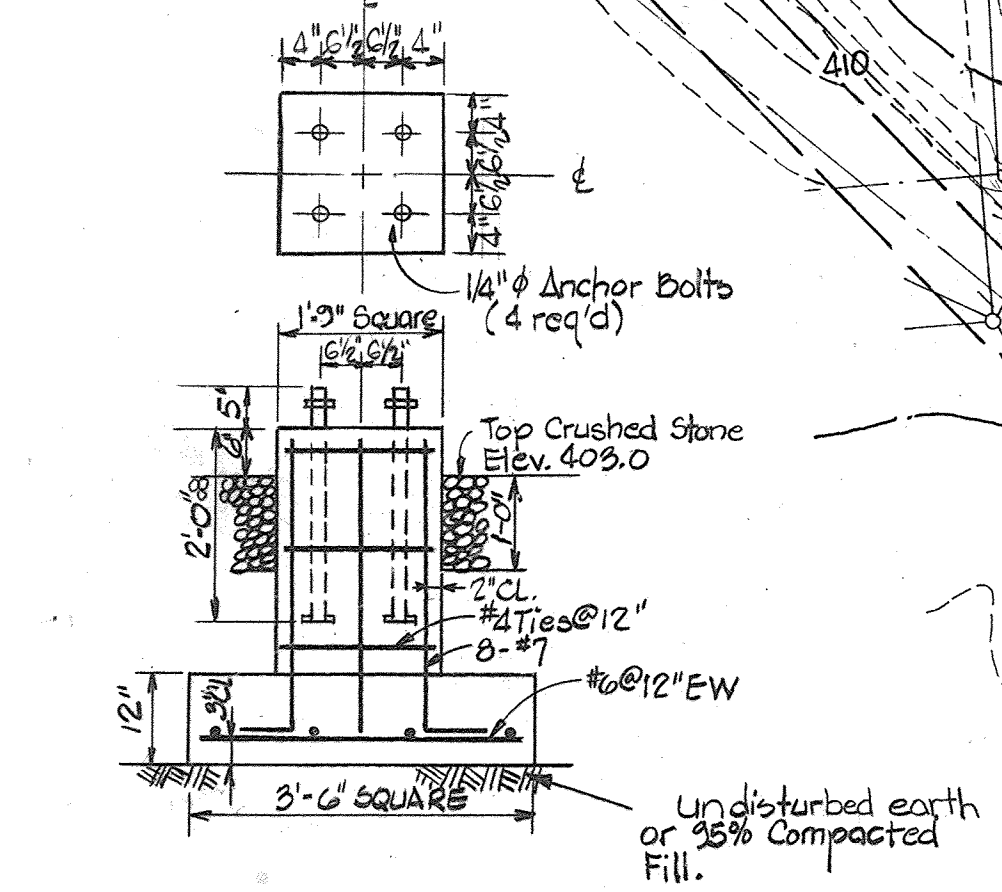 4" 6½" 6½" 4"
410
4"
6½"
6½"
4"
℄
1/4"ϕ Anchor Bolts
(4 req'd)
1'-9" Square
6½" 6½"
5"
6"
Top Crushed Stone
Elev. 403.0
2'-0"
1'-0"
2"CL.
#4 Ties@12"
8-#7
#6@12"EW
12"
3"CL
3'-6" SQUARE
undisturbed earth
or 95% Compacted
Fill.